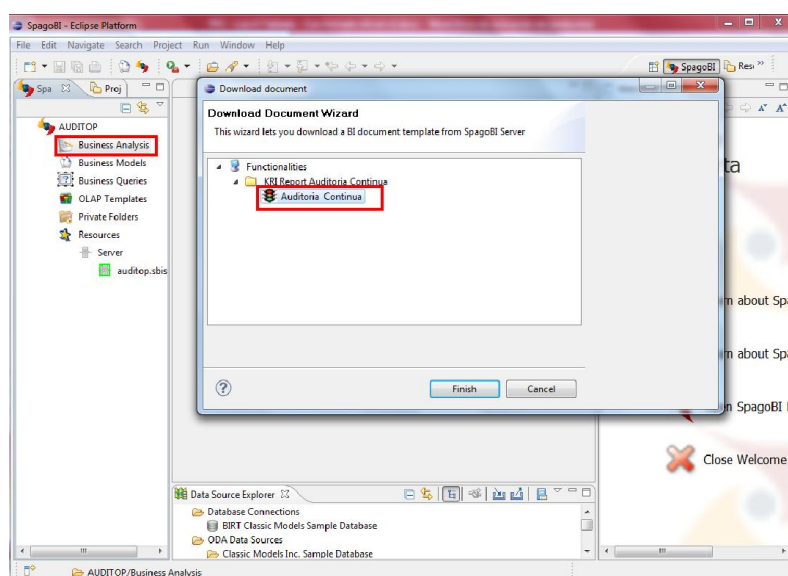 SpagoBI - Eclipse Platform
File Edit Navigate Search Project Run Window Help
SpagoBI Res
Spa Proj
AUDITOP
Business Analysis
Business Models
Business Queries
OLAP Templates
Private Folders
Resources
Server
auditop.sbis
Download document
Download Document Wizard
This wizard lets you download a BI document template from SpagoBI Server
Functionalities
KRI Report Auditoria Continua
Auditoria Continua
Finish Cancel
ta
n about Spa
m about Spa
n SpagoBI
Close Welcome
Data Source Explorer
Database Connections
BIRT Classic Models Sample Database
ODA Data Sources
Classic Models Inc. Sample Database
AUDITOP/Business Analysis